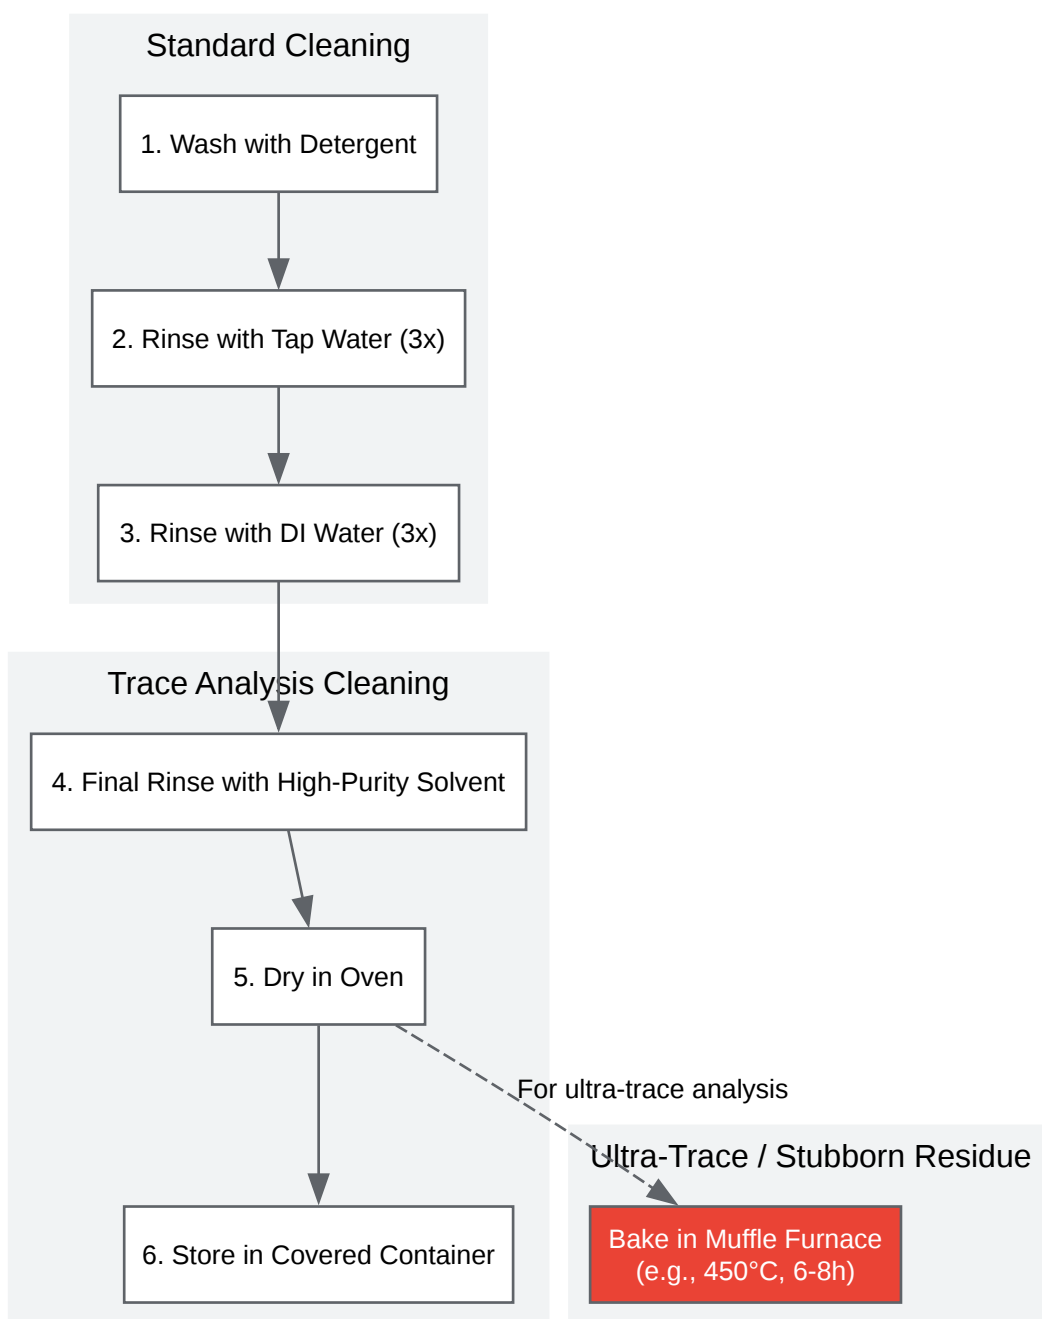 Standard Cleaning
1. Wash with Detergent
2. Rinse with Tap Water (3x)
3. Rinse with DI Water (3x)
Trace Analysis Cleaning
4. Final Rinse with High-Purity Solvent
5. Dry in Oven
For ultra-trace analysis
Ultra-Trace / Stubborn Residue
6. Store in Covered Container
Bake in Muffle Furnace
(e.g., 450°C, 6-8h)